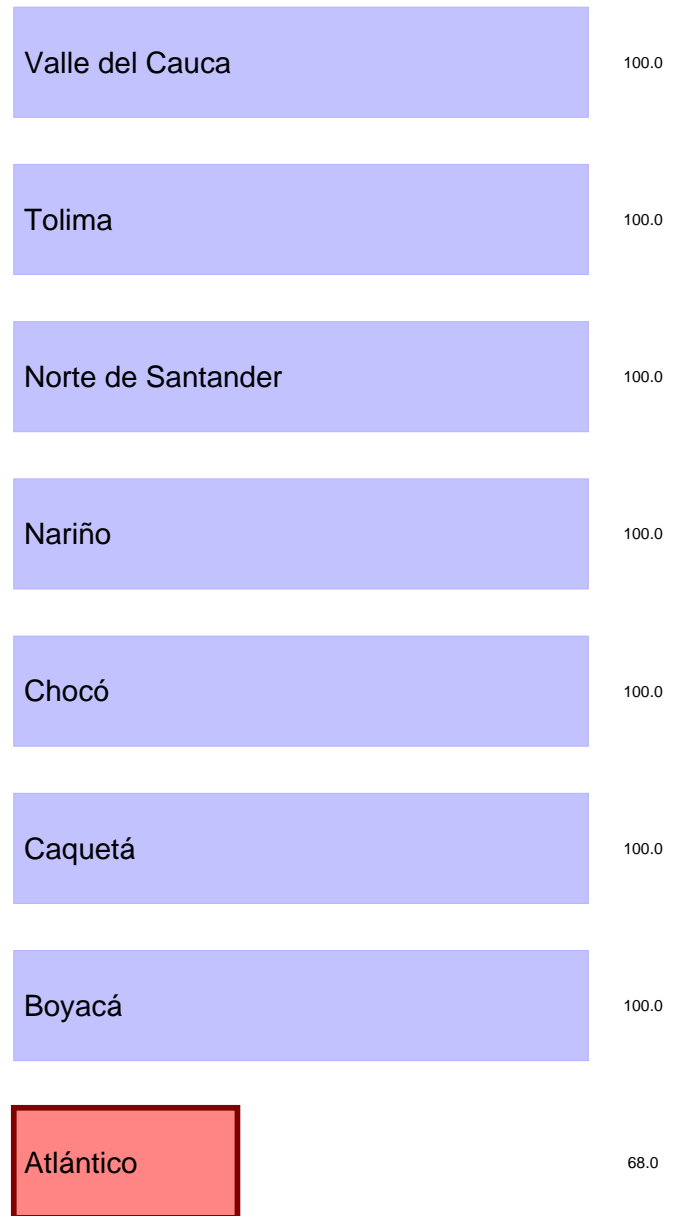 Valle del Cauca 100.0
Tolima 100.0
Norte de Santander 100.0
Nariño 100.0
Chocó 100.0
Caquetá 100.0
Boyacá 100.0
Atlántico 68.0